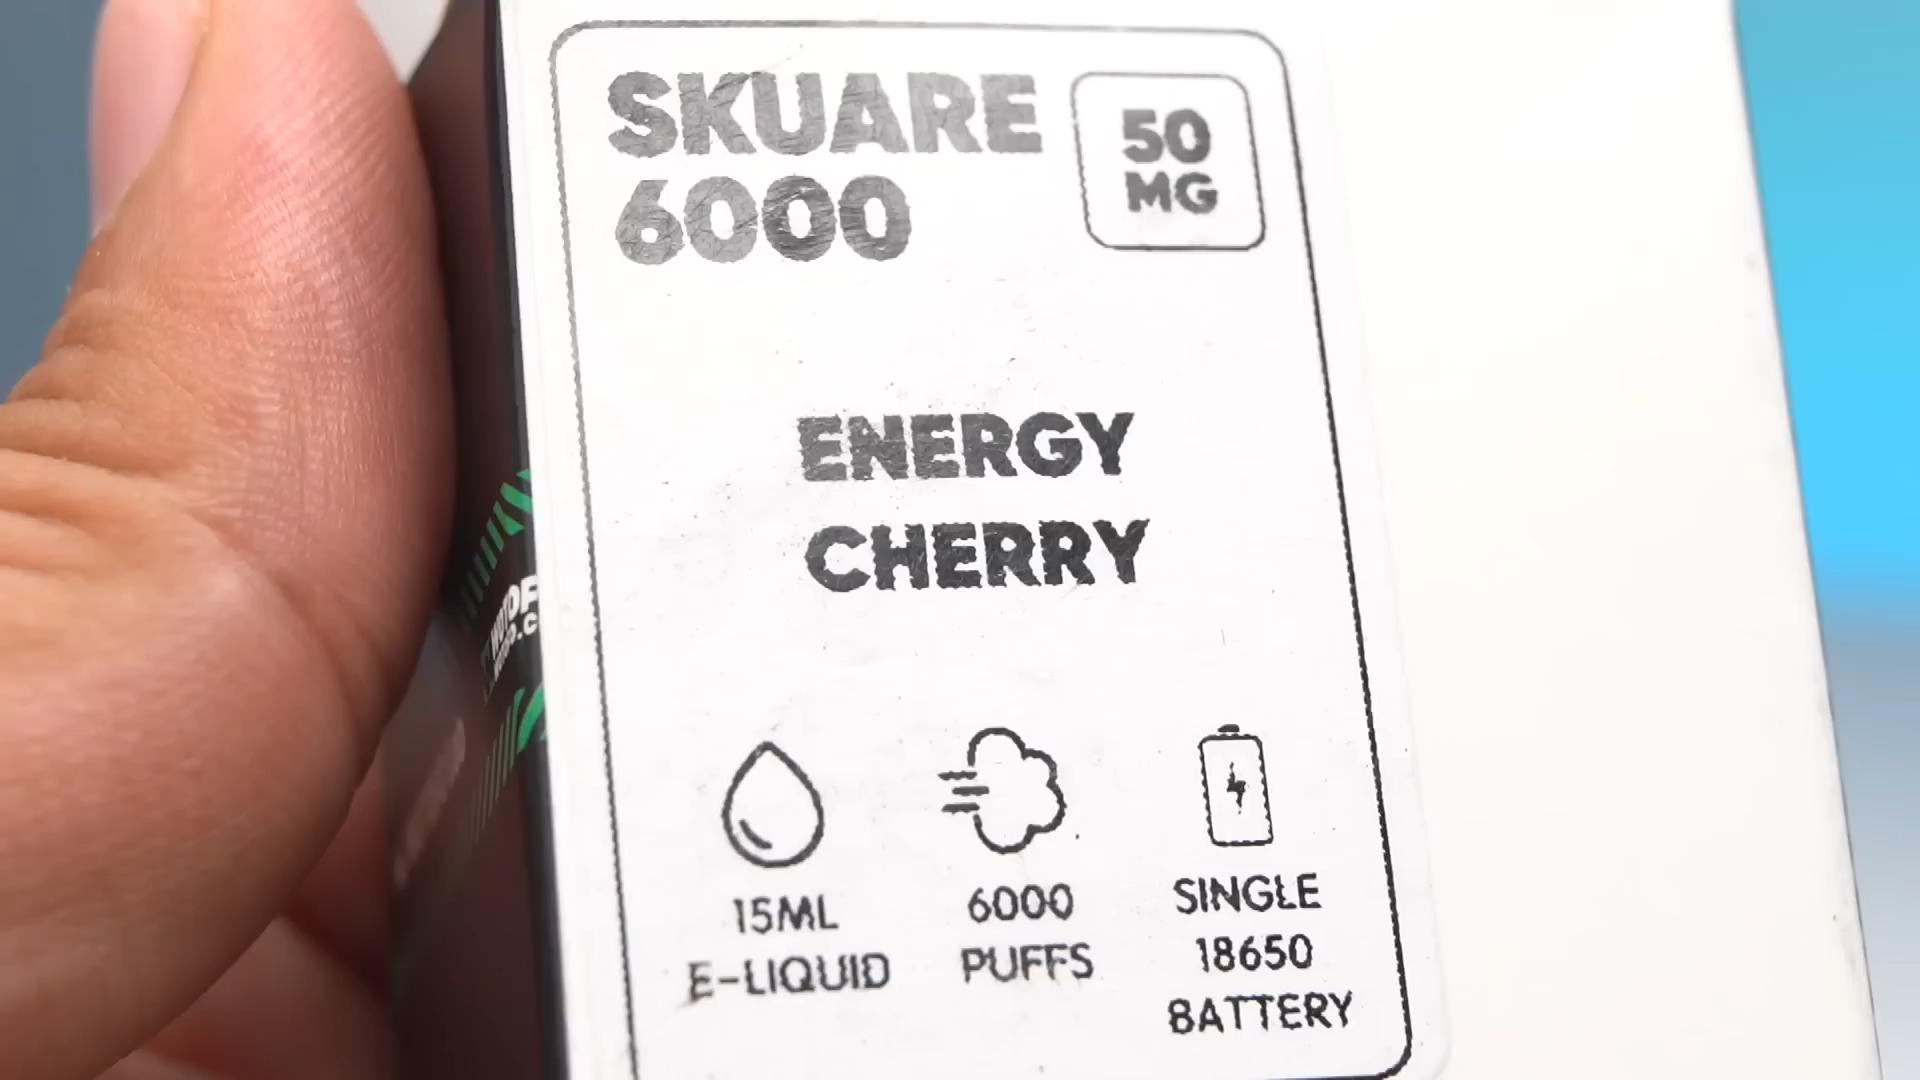 SKUARE
6000
50
MG
ENERGY
CHERRY
15ML
E-LIQUID
6000
PUFFS
SINGLE
18650
BATTERY